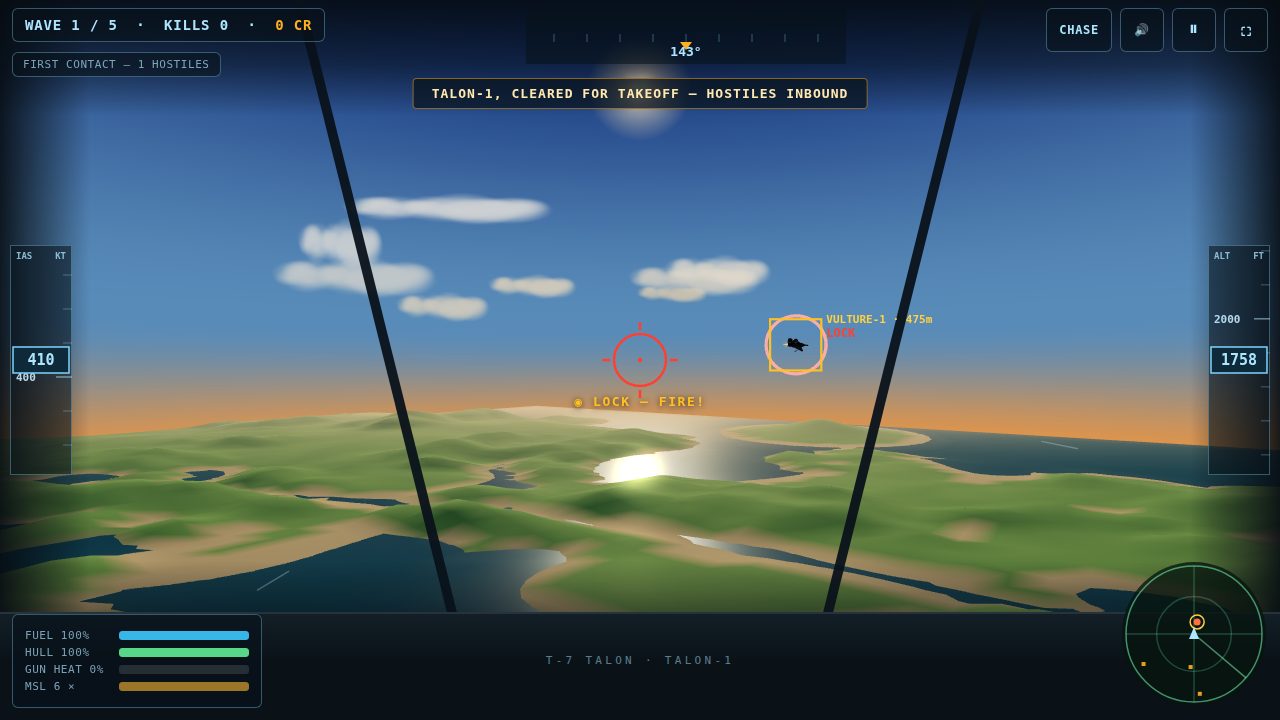 WAVE 1 / 5 · KILLS 0 · 0 CR
FIRST CONTACT — 1 HOSTILES
143°
CHASE
TALON-1, CLEARED FOR TAKEOFF — HOSTILES INBOUND
IAS KT
410
400
ALT FT
2000
1758
VULTURE-1 · 475m
LOCK
◉ LOCK — FIRE!
FUEL 100%
HULL 100%
GUN HEAT 0%
MSL 6 ×
T-7 TALON · TALON-1